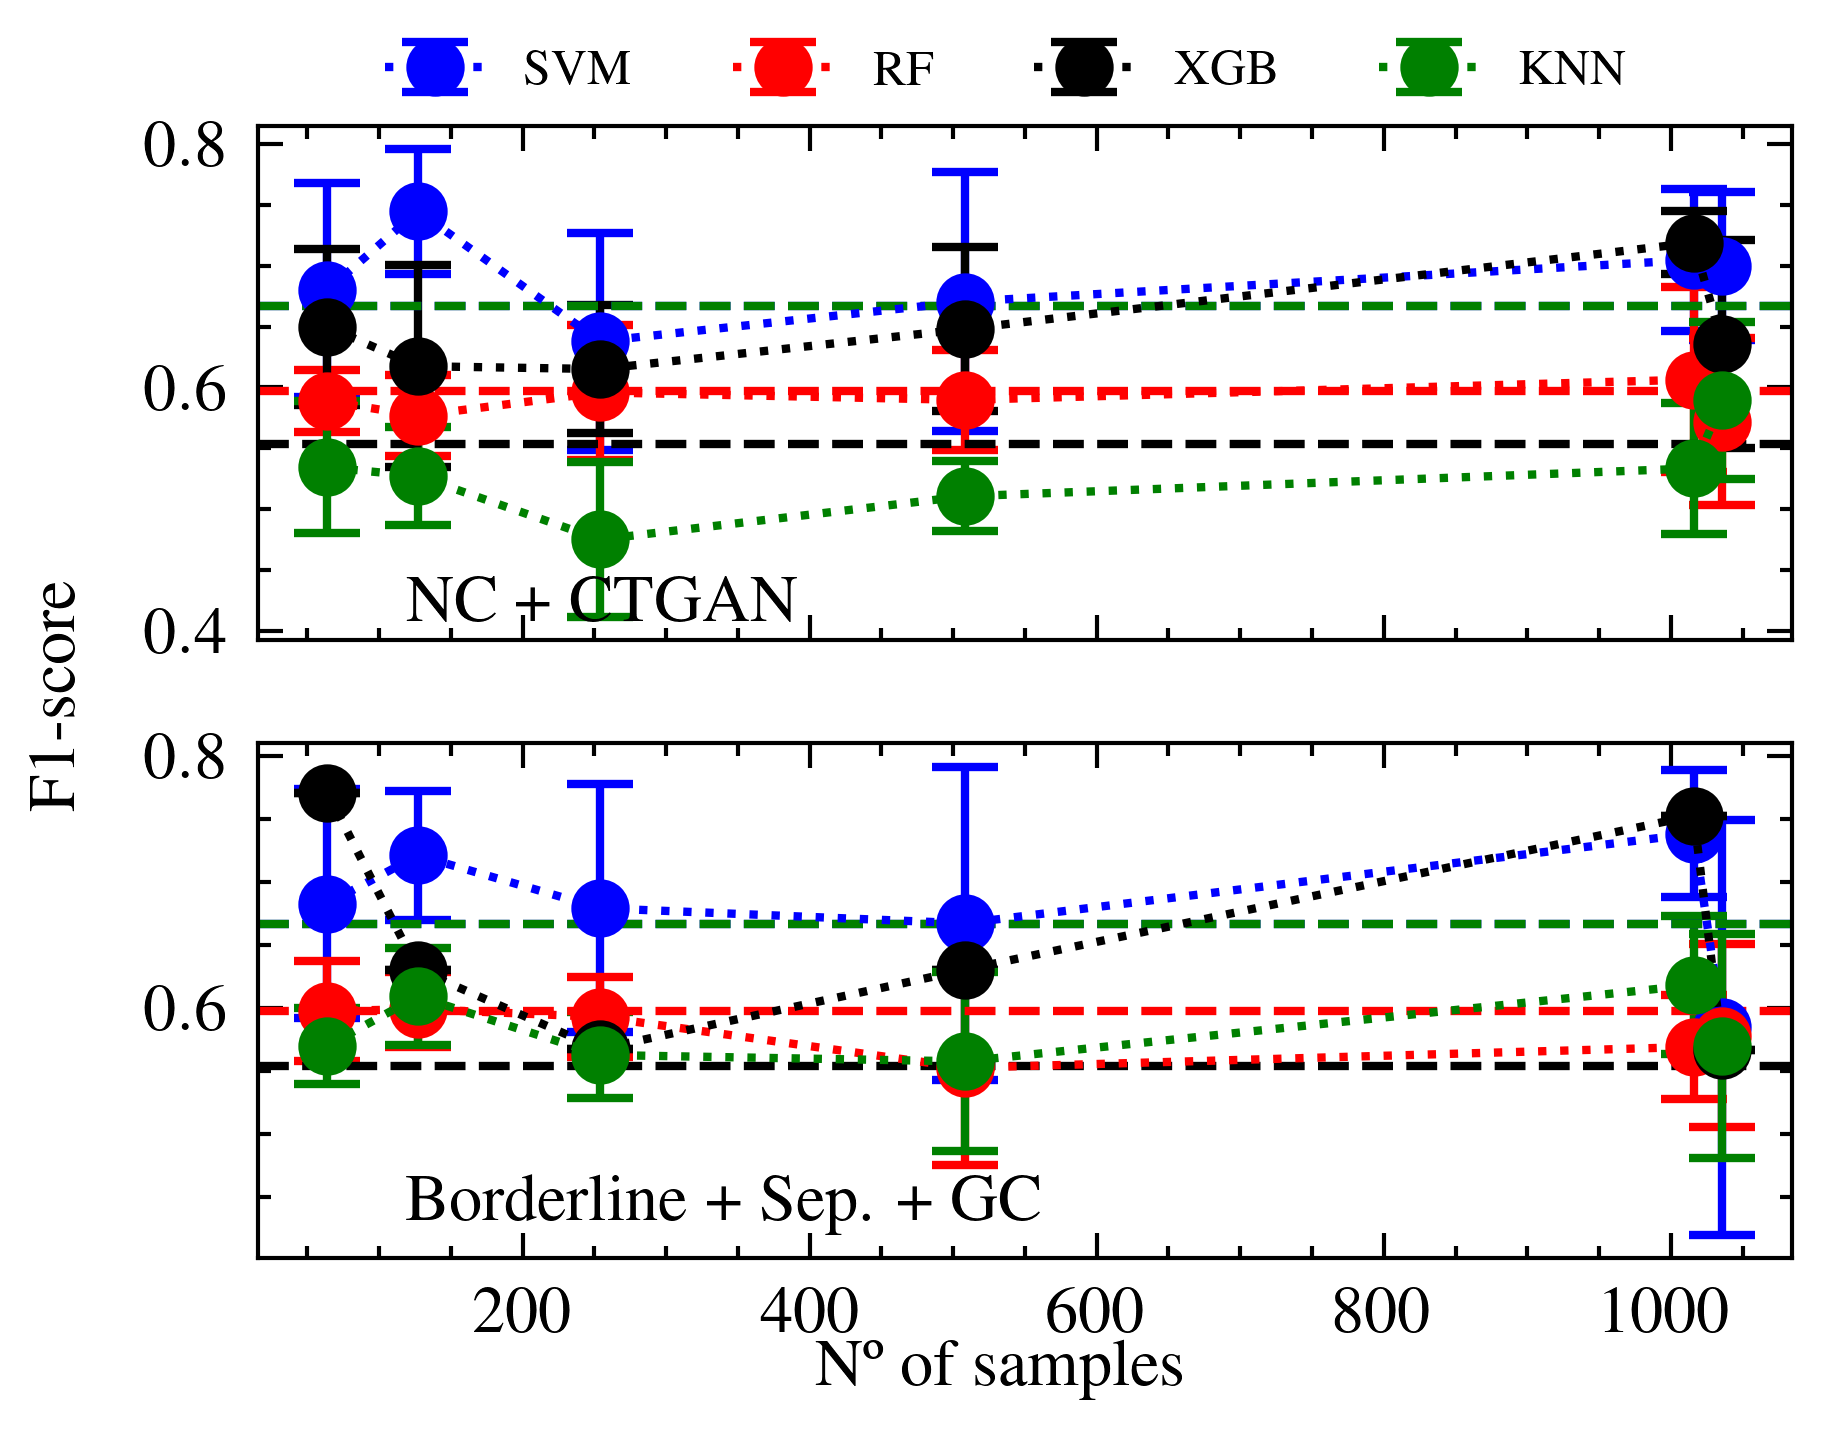 SVM RF XGB KNN
0.8
0.6
0.4
NC + CTGAN
F1-score
0.8
0.6
Borderline + Sep. + GC
200 400 600 800 1000
Nº of samples